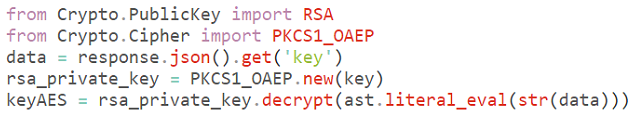 from Crypto.PublicKey import RSA
from Crypto.Cipher import PKCS1_OAEP
data = response.json().get('key')
rsa_private_key = PKCS1_OAEP.new(key)
keyAES = rsa_private_key.decrypt(ast.literal_eval(str(data)))